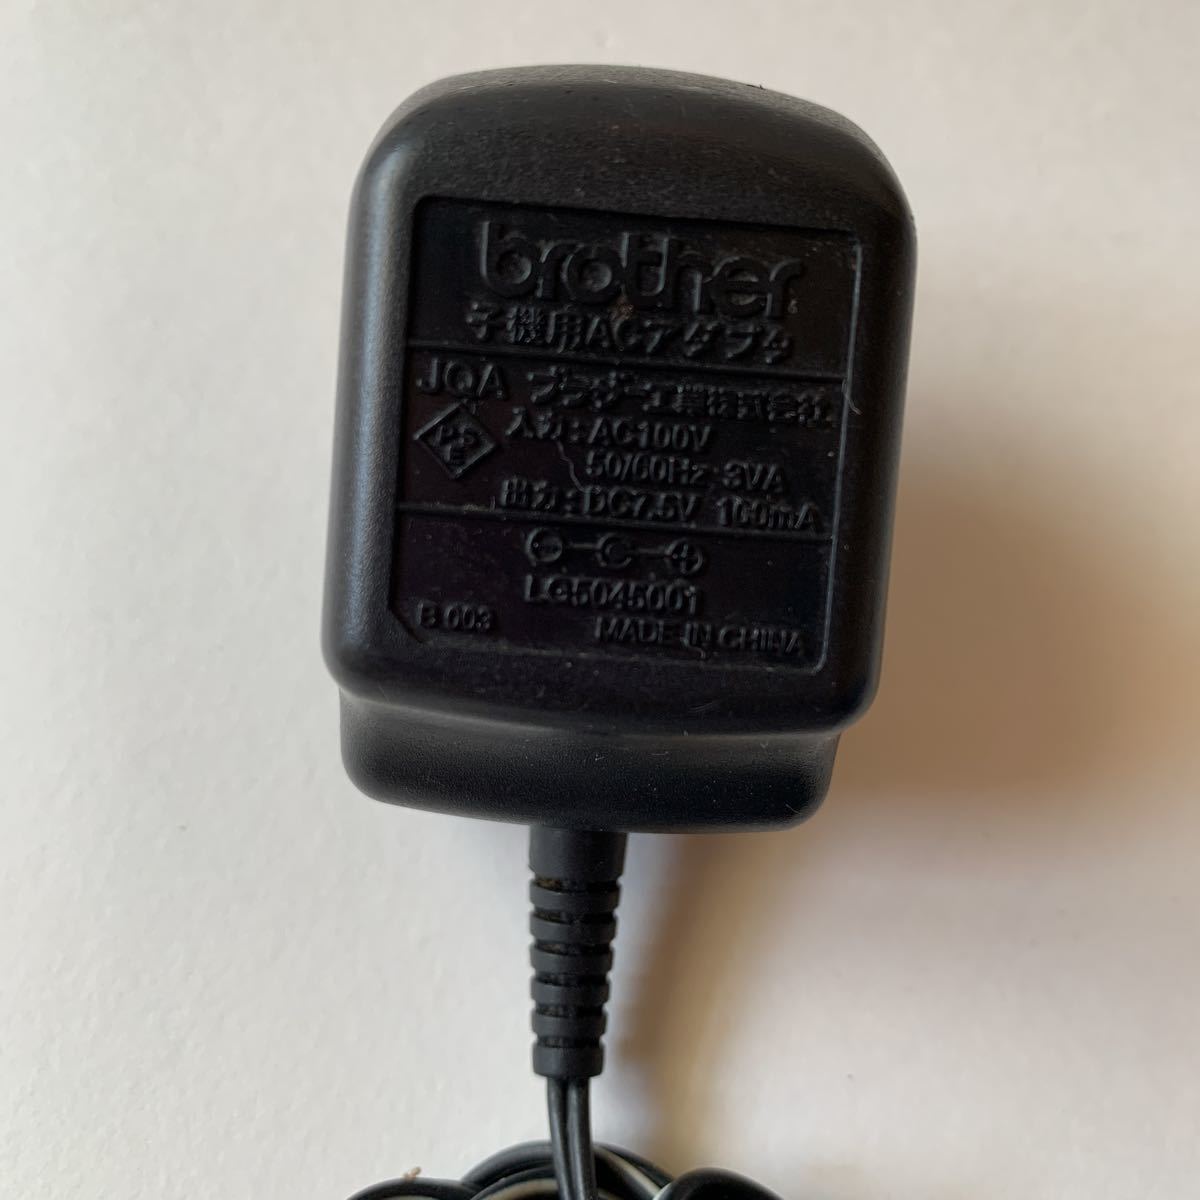 brother
子機用ACアダプタ
JQA ブラザー工業株式会社
入力:AC100V
50/60Hz 3VA
出力:DC7.5V 100mA
LG5045001
B 003 MADE IN CHINA